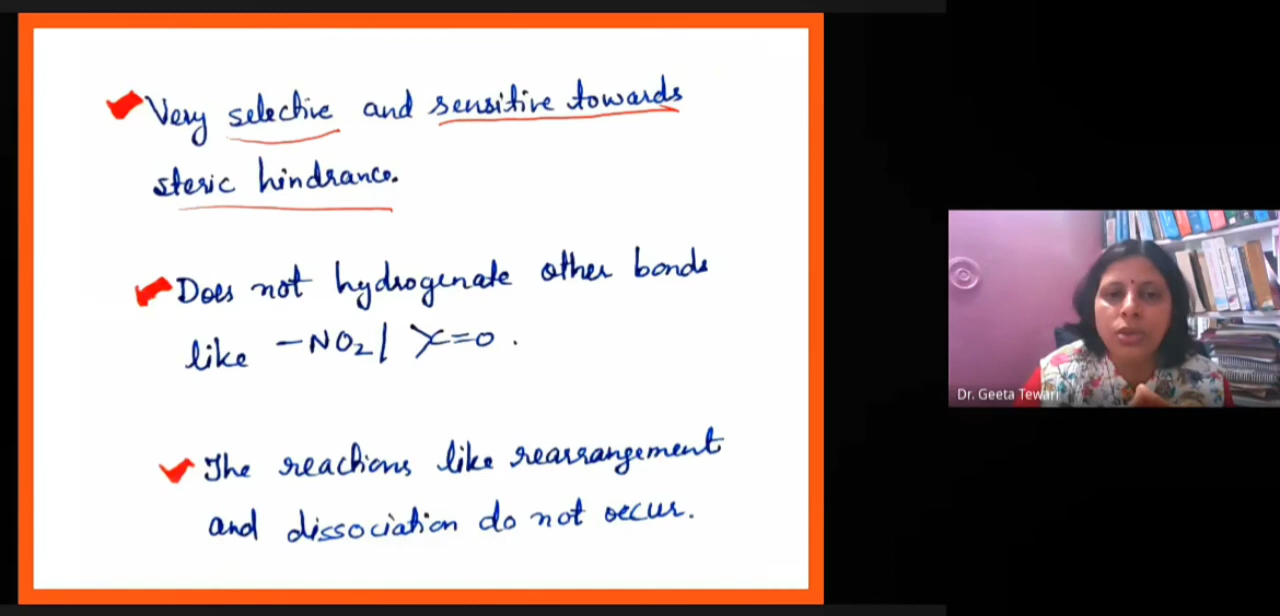 Very selective and sensitive towards
steric hindrance.
Does not hydrogenate other bonds
like -NO2/ >=0 .
The reactions like rearrangement
and dissociation do not occur.
Dr. Geeta Tewari